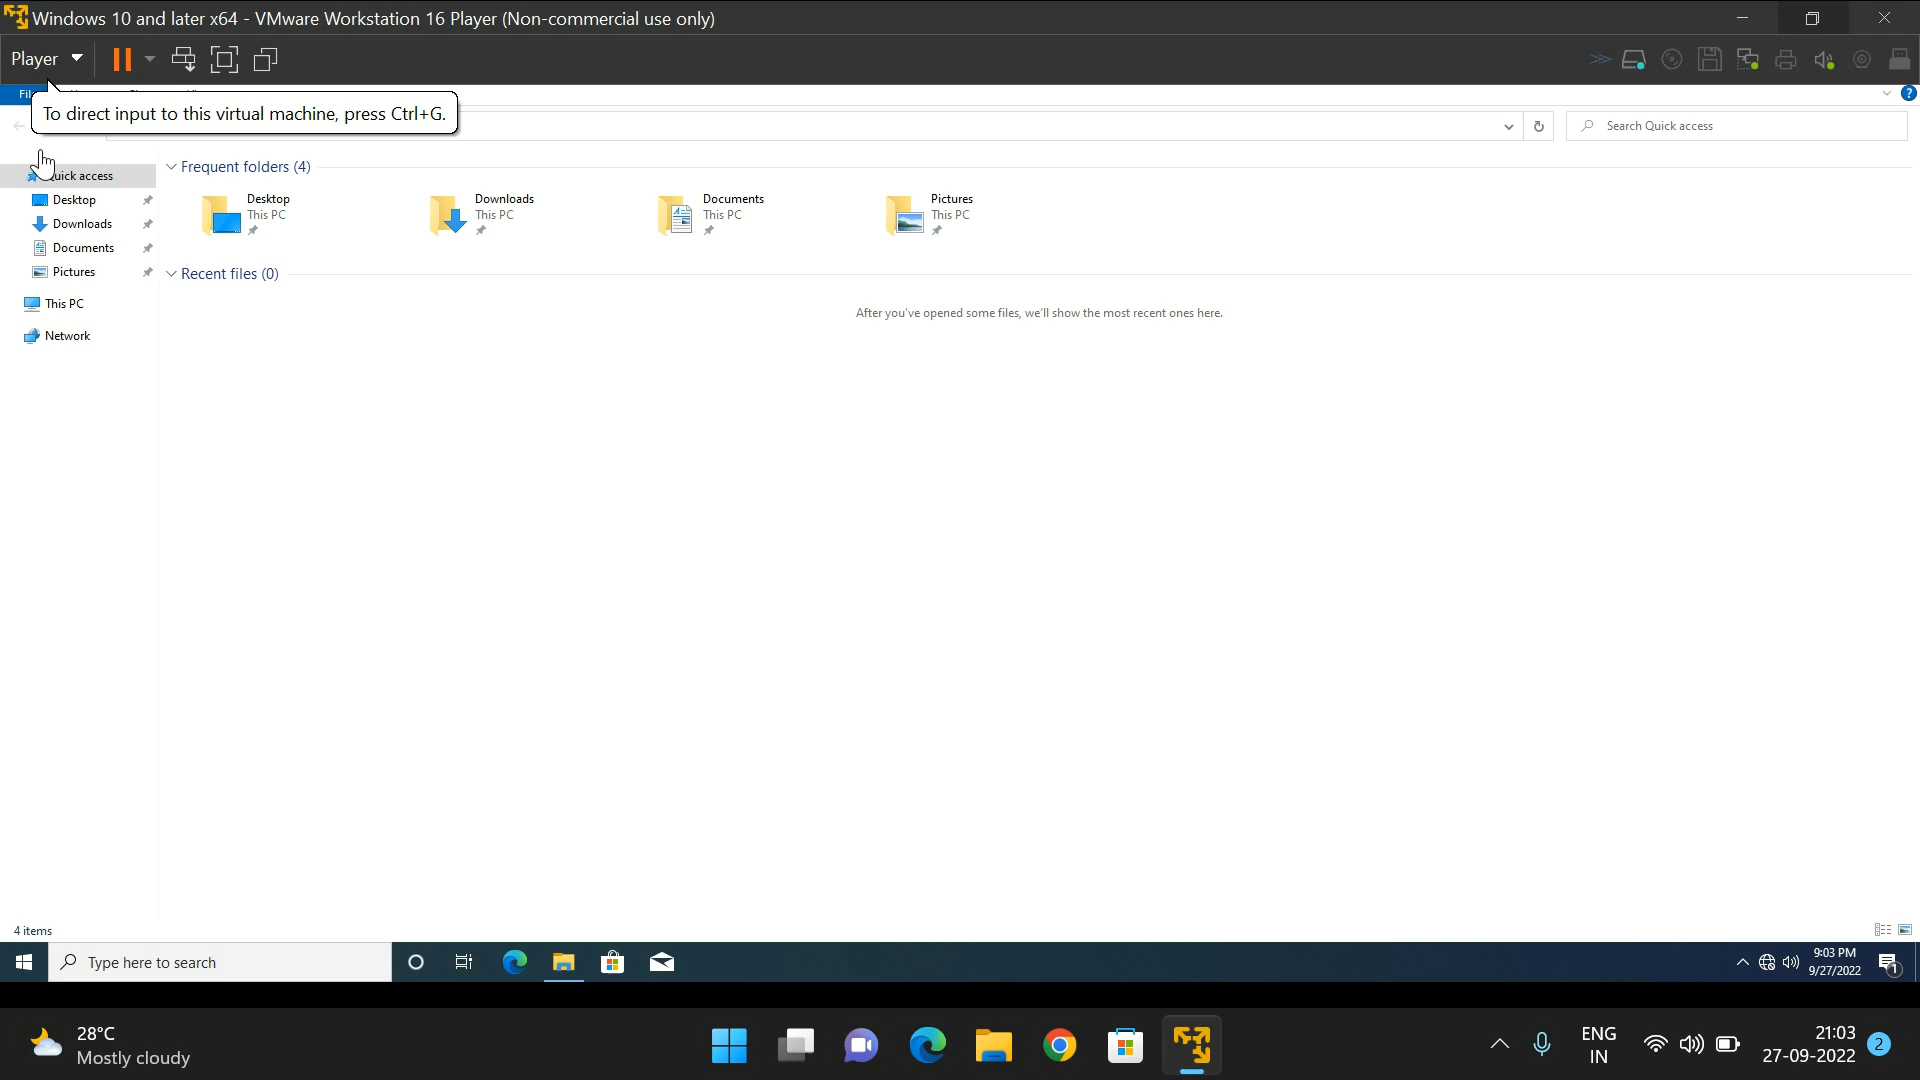 Windows 10 and later x64 - VMware Workstation 16 Player (Non-commercial use only)
Player
To direct input to this virtual machine, press Ctrl+G.
Search Quick access
Quick access
Desktop
Downloads
Documents
Pictures
This PC
Network
Frequent folders (4)
Desktop
This PC
Downloads
This PC
Documents
This PC
Pictures
This PC
Recent files (0)
After you've opened some files, we'll show the most recent ones here.
4 items
Type here to search
9:03 PM
9/27/2022
1
28°C
Mostly cloudy
ENG
IN
21:03
27-09-2022
2